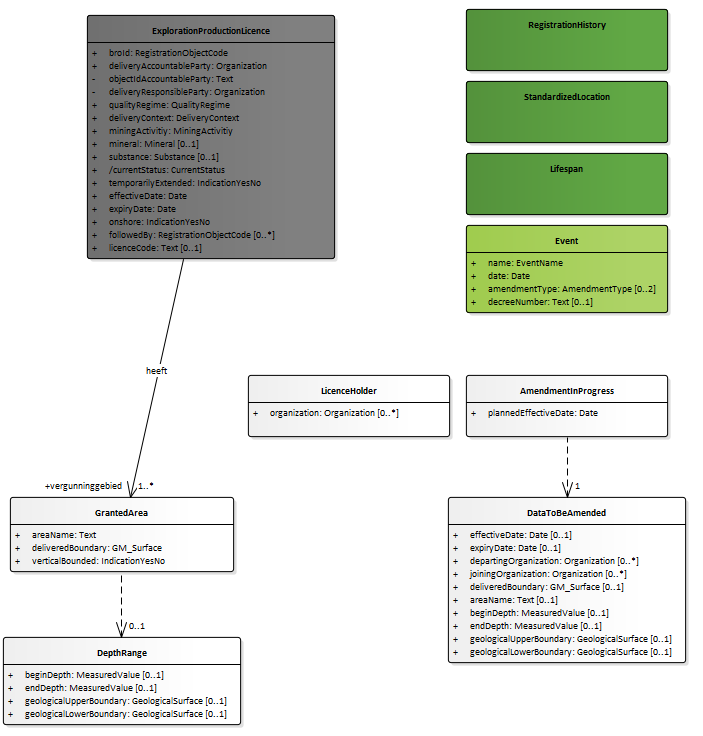 ExplorationProductionLicence
+ broId: RegistrationObjectCode
+ deliveryAccountableParty: Organization
- objectIdAccountableParty: Text
- deliveryResponsibleParty: Organization
+ qualityRegime: QualityRegime
+ deliveryContext: DeliveryContext
+ miningActivitiy: MiningActivitiy
+ mineral: Mineral [0..1]
+ substance: Substance [0..1]
+ /currentStatus: CurrentStatus
+ temporarilyExtended: IndicationYesNo
+ effectiveDate: Date
+ expiryDate: Date
+ onshore: IndicationYesNo
+ followedBy: RegistrationObjectCode [0..*]
+ licenceCode: Text [0..1]
RegistrationHistory
StandardizedLocation
Lifespan
Event
+ name: EventName
+ date: Date
+ amendmentType: AmendmentType [0..2]
+ decreeNumber: Text [0..1]
heeft
LicenceHolder
+ organization: Organization [0..*]
AmendmentInProgress
+ plannedEffectiveDate: Date
+vergunninggebied
1..*
1
GrantedArea
+ areaName: Text
+ deliveredBoundary: GM_Surface
+ verticalBounded: IndicationYesNo
DataToBeAmended
+ effectiveDate: Date [0..1]
+ expiryDate: Date [0..1]
+ departingOrganization: Organization [0..*]
+ joiningOrganization: Organization [0..*]
+ deliveredBoundary: GM_Surface [0..1]
+ areaName: Text [0..1]
+ beginDepth: MeasuredValue [0..1]
+ endDepth: MeasuredValue [0..1]
+ geologicalUpperBoundary: GeologicalSurface [0..1]
+ geologicalLowerBoundary: GeologicalSurface [0..1]
0..1
DepthRange
+ beginDepth: MeasuredValue [0..1]
+ endDepth: MeasuredValue [0..1]
+ geologicalUpperBoundary: GeologicalSurface [0..1]
+ geologicalLowerBoundary: GeologicalSurface [0..1]